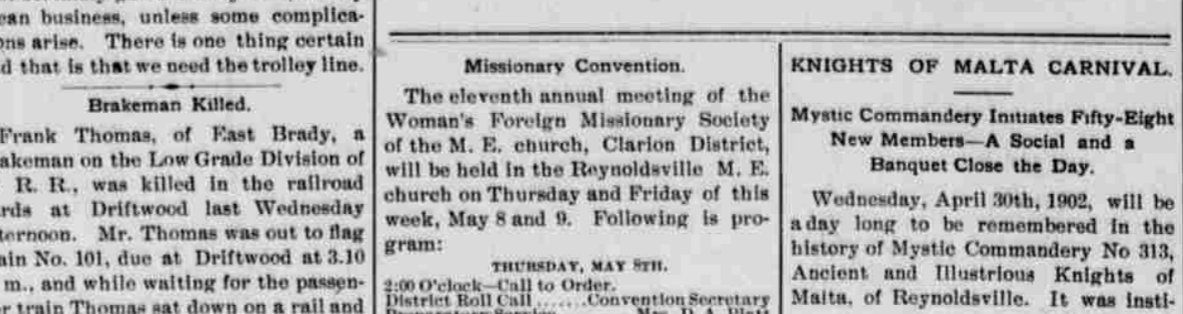 ean business, unless some complica-
ons arise. There is one thing certain
d that is that we need the trolley line.
Brakeman Killed.
Frank Thomas, of East Brady, a
akeman on the Low Grade Division of
R. R., was killed in the railroad
rds at Driftwood last Wednesday
ternoon. Mr. Thomas was out to flag
ain No. 101, due at Driftwood at 3.10
m., and while waiting for the passen-
r train Thomas sat down on a rail and
Missionary Convention.
The eleventh annual meeting of the
Woman's Foreign Missionary Society
of the M. E. church, Clarion District,
will be held in the Reynoldsville M. E.
church on Thursday and Friday of this
week, May 8 and 9. Following is pro-
gram:
THURSDAY, MAY 8TH.
2:00 O'clock—Call to Order.
District Roll Call.......Convention Secretary
KNIGHTS OF MALTA CARNIVAL.
Mystic Commandery Initiates Fifty-Eight
New Members—A Social and a
Banquet Close the Day.
Wednesday, April 30th, 1902, will be
a day long to be remembered in the
history of Mystic Commandery No 313,
Ancient and Illustrious Knights of
Malta, of Reynoldsville. It was insti-